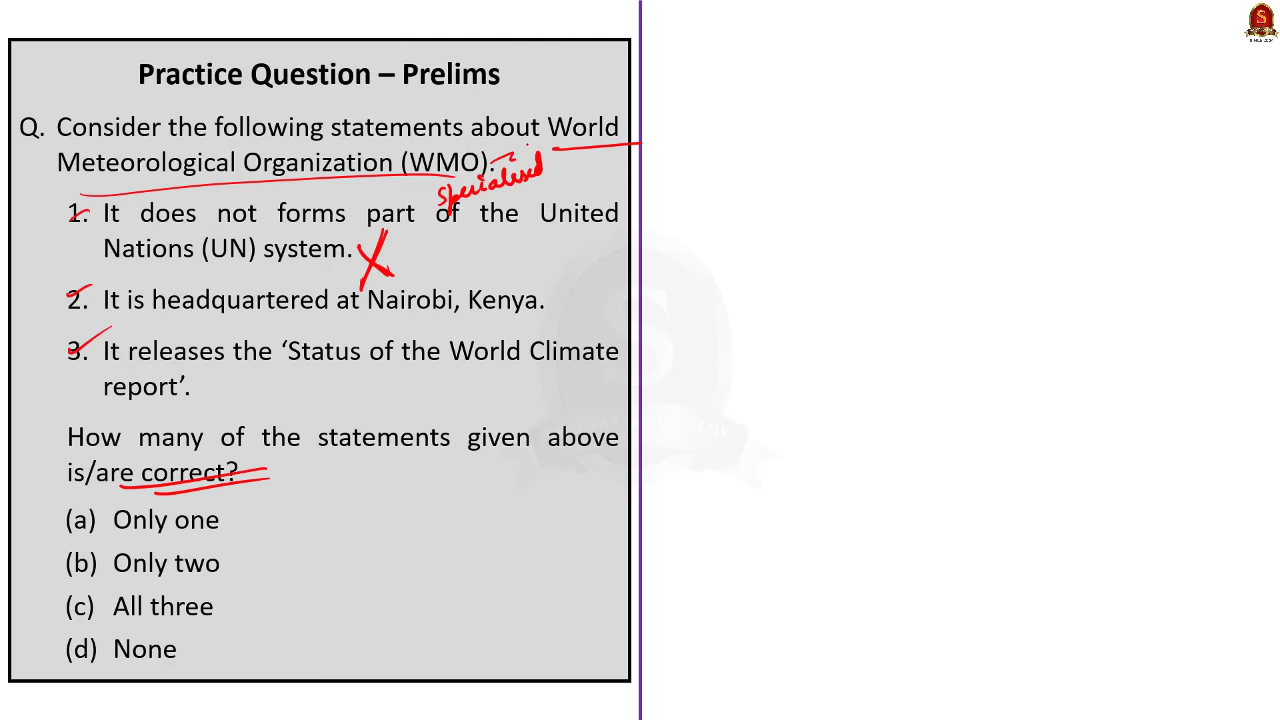 Practice Question – Prelims
Q. Consider the following statements about World
Meteorological Organization (WMO):
specialised
1. It does not forms part of the United
Nations (UN) system.
2. It is headquartered at Nairobi, Kenya.
3. It releases the ‘Status of the World Climate
report’.
How many of the statements given above
is/are correct?
(a) Only one
(b) Only two
(c) All three
(d) None
S